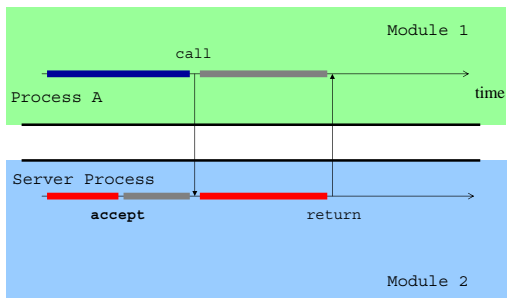 Module 1
call
time
Process A
Server Process
accept
return
Module 2